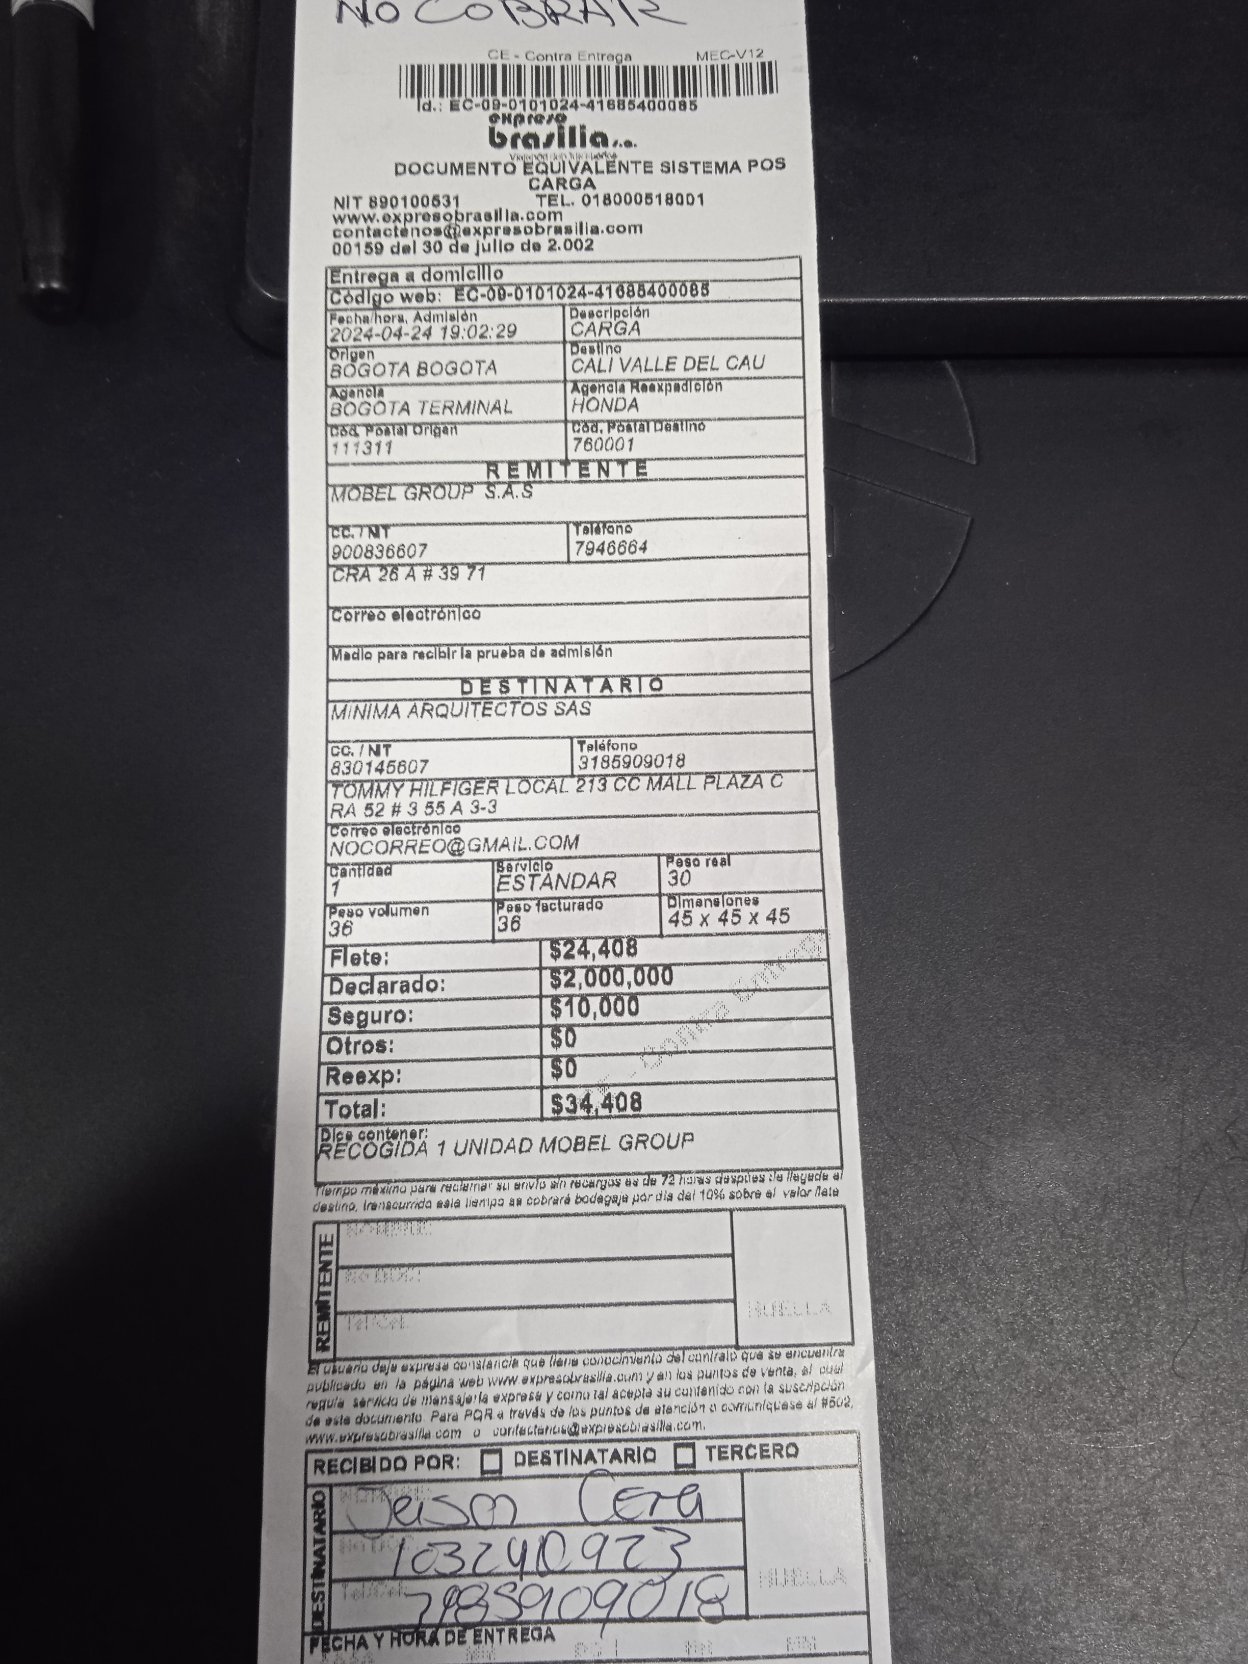 NO COBRAR
CE - Contra Entrega MEC-V12
Id.: EC-09-0101024-41685400085
expreso
brasilia s.a.
DOCUMENTO EQUIVALENTE SISTEMA POS
CARGA
NIT 890100531 TEL. 018000518001
www.expresobrasilia.com
contactenos@expresobrasilia.com
00159 del 30 de julio de 2.002
Entrega a domicilio
Código web: EC-09-0101024-41685400085
Fecha/hora. Admisión Descripción
2024-04-24 19:02:29 CARGA
Origen Destino
BOGOTA BOGOTA CALI VALLE DEL CAU
Agencia Agencia Reexpedición
BOGOTA TERMINAL HONDA
Cód. Postal Origen Cód. Postal Destino
111311 760001
REMITENTE
MOBEL GROUP S.A.S
CC. / NT Teléfono
900836607 7946664
CRA 26 A # 39 71
Correo electrónico
Medio para recibir la prueba de admisión
DESTINATARIO
MINIMA ARQUITECTOS SAS
CC. / NT Teléfono
830145607 3185909018
TOMMY HILFIGER LOCAL 213 CC MALL PLAZA C
RA 52 # 3 55 A 3-3
Correo electrónico
NOCORREO@GMAIL.COM
Cantidad Servicio Peso real
1 ESTANDAR 30
Peso volumen Peso facturado Dimensiones
36 36 45 x 45 x 45
Flete: $24,408
Declarado: $2,000,000
Seguro: $10,000
Otros: $0
Reexp: $0
Total: $34,408
CE - Contra Entrega
Dice contener:
RECOGIDA 1 UNIDAD MOBEL GROUP
Tiempo máximo para reclamar su envío sin recargos es de 72 horas después de llegada al
destino, transcurrido este tiempo se cobrará bodegaje por día del 10% sobre el valor flete
REMITENTE
NOMBRE
No DOC:
Tel/Cel.
HUELLA
El usuario deja expresa constancia que tiene conocimiento del contrato que se encuentra
publicado en la página web www.expresobrasilia.com y en los puntos de venta, el cual
regula servicio de mensajería expresa y como tal acepta su contenido con la suscripción
de este documento. Para PQR a través de los puntos de atención o comuníquese al #502,
www.expresobrasilia.com o contactenos@expresobrasilia.com.
RECIBIDO POR: DESTINATARIO TERCERO
DESTINATARIO
Jeison Cera
No DOC:
1032410973
Tel/Cel.
HUELLA
FECHA Y HORA DE ENTREGA